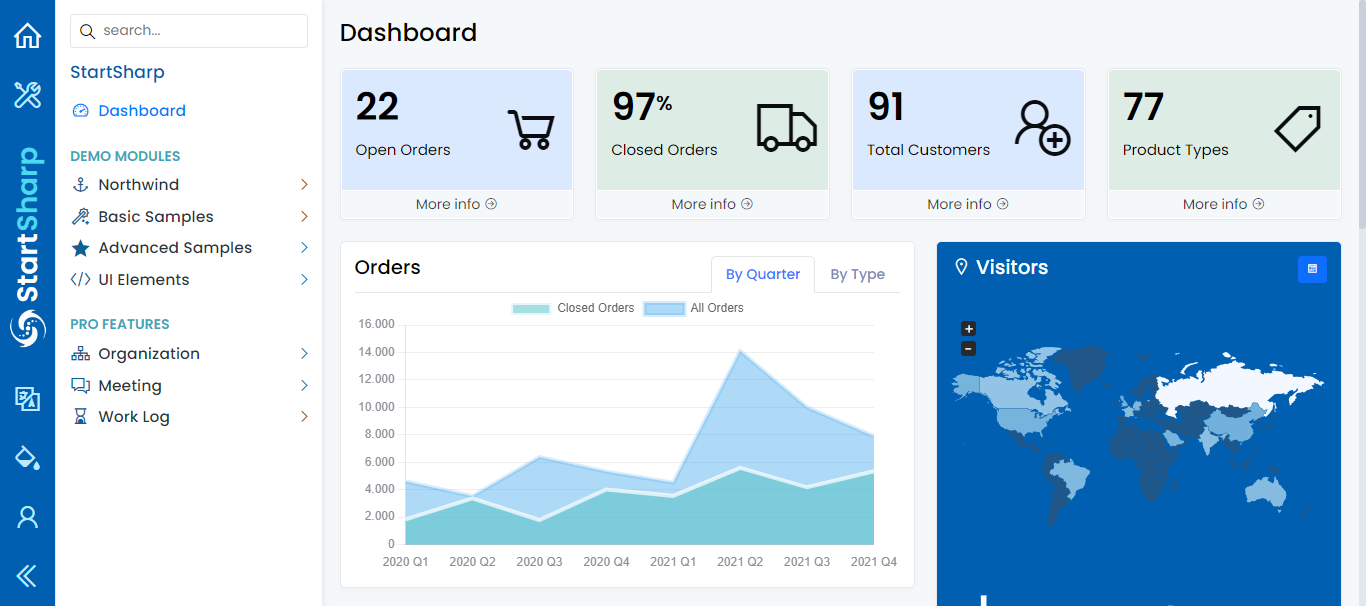 search...
StartSharp
Dashboard
DEMO MODULES
Northwind
Basic Samples
Advanced Samples
UI Elements
PRO FEATURES
Organization
Meeting
Work Log
StartSharp
Dashboard
22
Open Orders
More info
97%
Closed Orders
More info
91
Total Customers
More info
77
Product Types
More info
Orders
By Quarter
By Type
Closed Orders
All Orders
16.000
14.000
12.000
10.000
8.000
6.000
4.000
2.000
0
2020 Q1
2020 Q2
2020 Q3
2020 Q4
2021 Q1
2021 Q2
2021 Q3
2021 Q4
Visitors
+
−